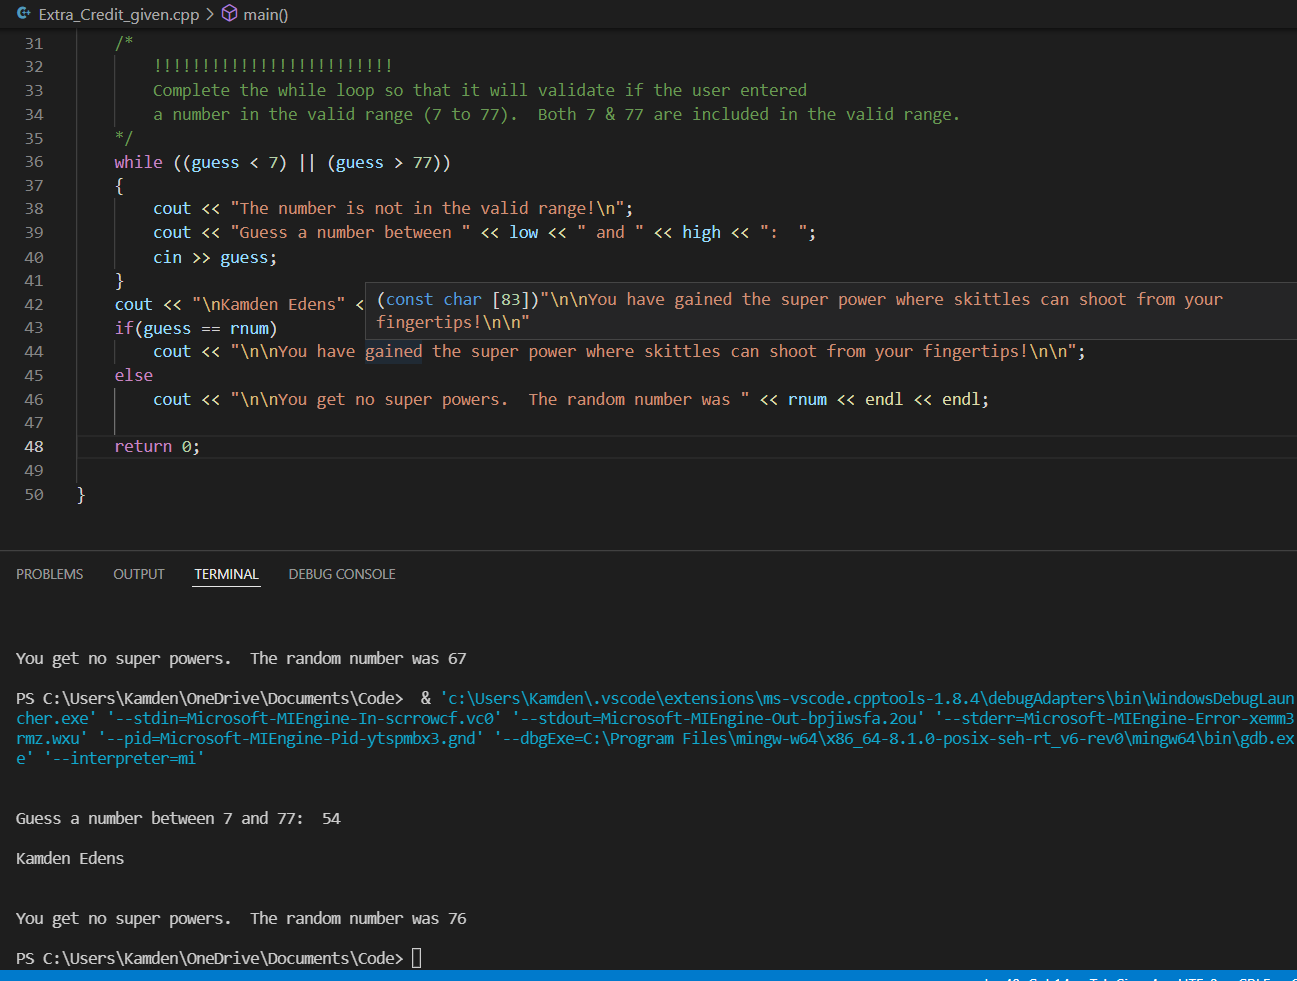 Extra_Credit_given.cpp > main()
31 /*
32 !!!!!!!!!!!!!!!!!!!!!!!!!
33 Complete the while loop so that it will validate if the user entered
34 a number in the valid range (7 to 77).  Both 7 & 77 are included in the valid range.
35 */
36 while ((guess < 7) || (guess > 77))
37 {
38 cout << "The number is not in the valid range!\n";
39 cout << "Guess a number between " << low << " and " << high << ":  ";
40 cin >> guess;
41 }
42 cout << "\nKamden Edens" <
(const char [83])"\n\nYou have gained the super power where skittles can shoot from your
fingertips!\n\n"
43 if(guess == rnum)
44 cout << "\n\nYou have gained the super power where skittles can shoot from your fingertips!\n\n";
45 else
46 cout << "\n\nYou get no super powers.  The random number was " << rnum << endl << endl;
47
48 return 0;
49
50 }
PROBLEMS OUTPUT TERMINAL DEBUG CONSOLE
You get no super powers.  The random number was 67
PS C:\Users\Kamden\OneDrive\Documents\Code>  & 'c:\Users\Kamden\.vscode\extensions\ms-vscode.cpptools-1.8.4\debugAdapters\bin\WindowsDebugLaun
cher.exe' '--stdin=Microsoft-MIEngine-In-scrrowcf.vc0' '--stdout=Microsoft-MIEngine-Out-bpjiwsfa.2ou' '--stderr=Microsoft-MIEngine-Error-xemm3
rmz.wxu' '--pid=Microsoft-MIEngine-Pid-ytspmbx3.gnd' '--dbgExe=C:\Program Files\mingw-w64\x86_64-8.1.0-posix-seh-rt_v6-rev0\mingw64\bin\gdb.ex
e' '--interpreter=mi'
Guess a number between 7 and 77:  54
Kamden Edens
You get no super powers.  The random number was 76
PS C:\Users\Kamden\OneDrive\Documents\Code>